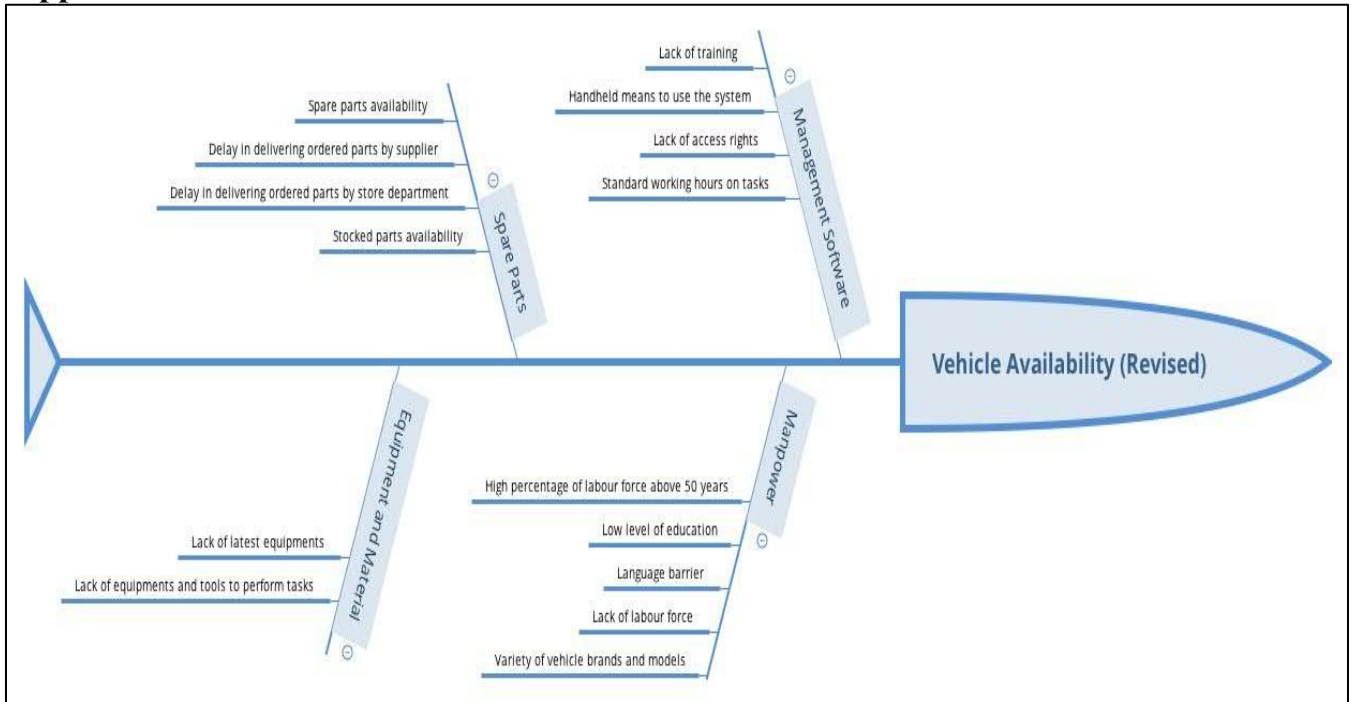 Lack of training
Handheld means to use the system
Lack of access rights
Standard working hours on tasks
Management Software
Spare parts availability
Delay in delivering ordered parts by supplier
Delay in delivering ordered parts by store department
Stocked parts availability
Spare Parts
Vehicle Availability (Revised)
Equipment and Material
Lack of latest equipments
Lack of equipments and tools to perform tasks
Manpower
High percentage of labour force above 50 years
Low level of education
Language barrier
Lack of labour force
Variety of vehicle brands and models